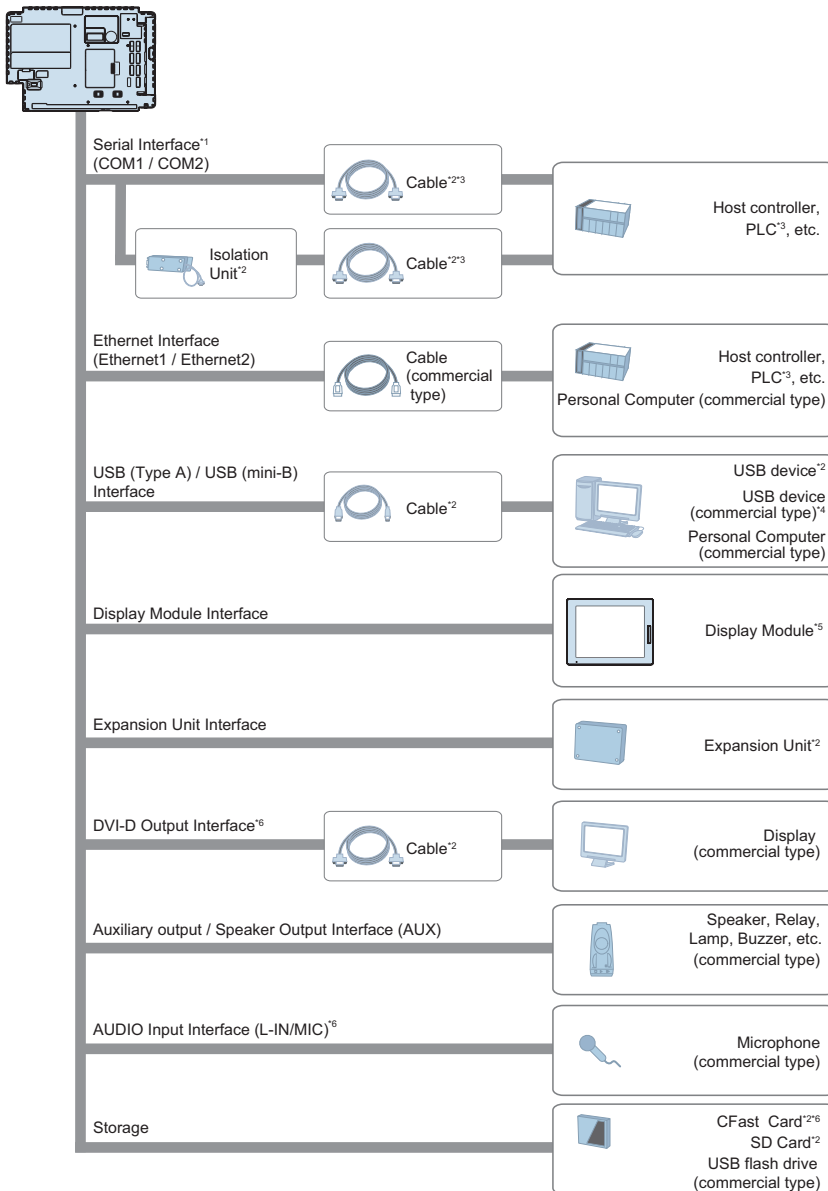 Serial Interface*1
(COM1 / COM2)
Cable*2*3
Host controller,
PLC*3, etc.
Isolation
Unit*2
Cable*2*3
Ethernet Interface
(Ethernet1 / Ethernet2)
Cable
(commercial
type)
Host controller,
PLC*3, etc.
Personal Computer (commercial type)
USB (Type A) / USB (mini-B)
Interface
Cable*2
USB device*2
USB device
(commercial type)*4
Personal Computer
(commercial type)
Display Module Interface
Display Module*5
Expansion Unit Interface
Expansion Unit*2
DVI-D Output Interface*6
Cable*2
Display
(commercial type)
Auxiliary output / Speaker Output Interface (AUX)
Speaker, Relay,
Lamp, Buzzer, etc.
(commercial type)
AUDIO Input Interface (L-IN/MIC)*6
Microphone
(commercial type)
Storage
CFast Card*2*6
SD Card*2
USB flash drive
(commercial type)